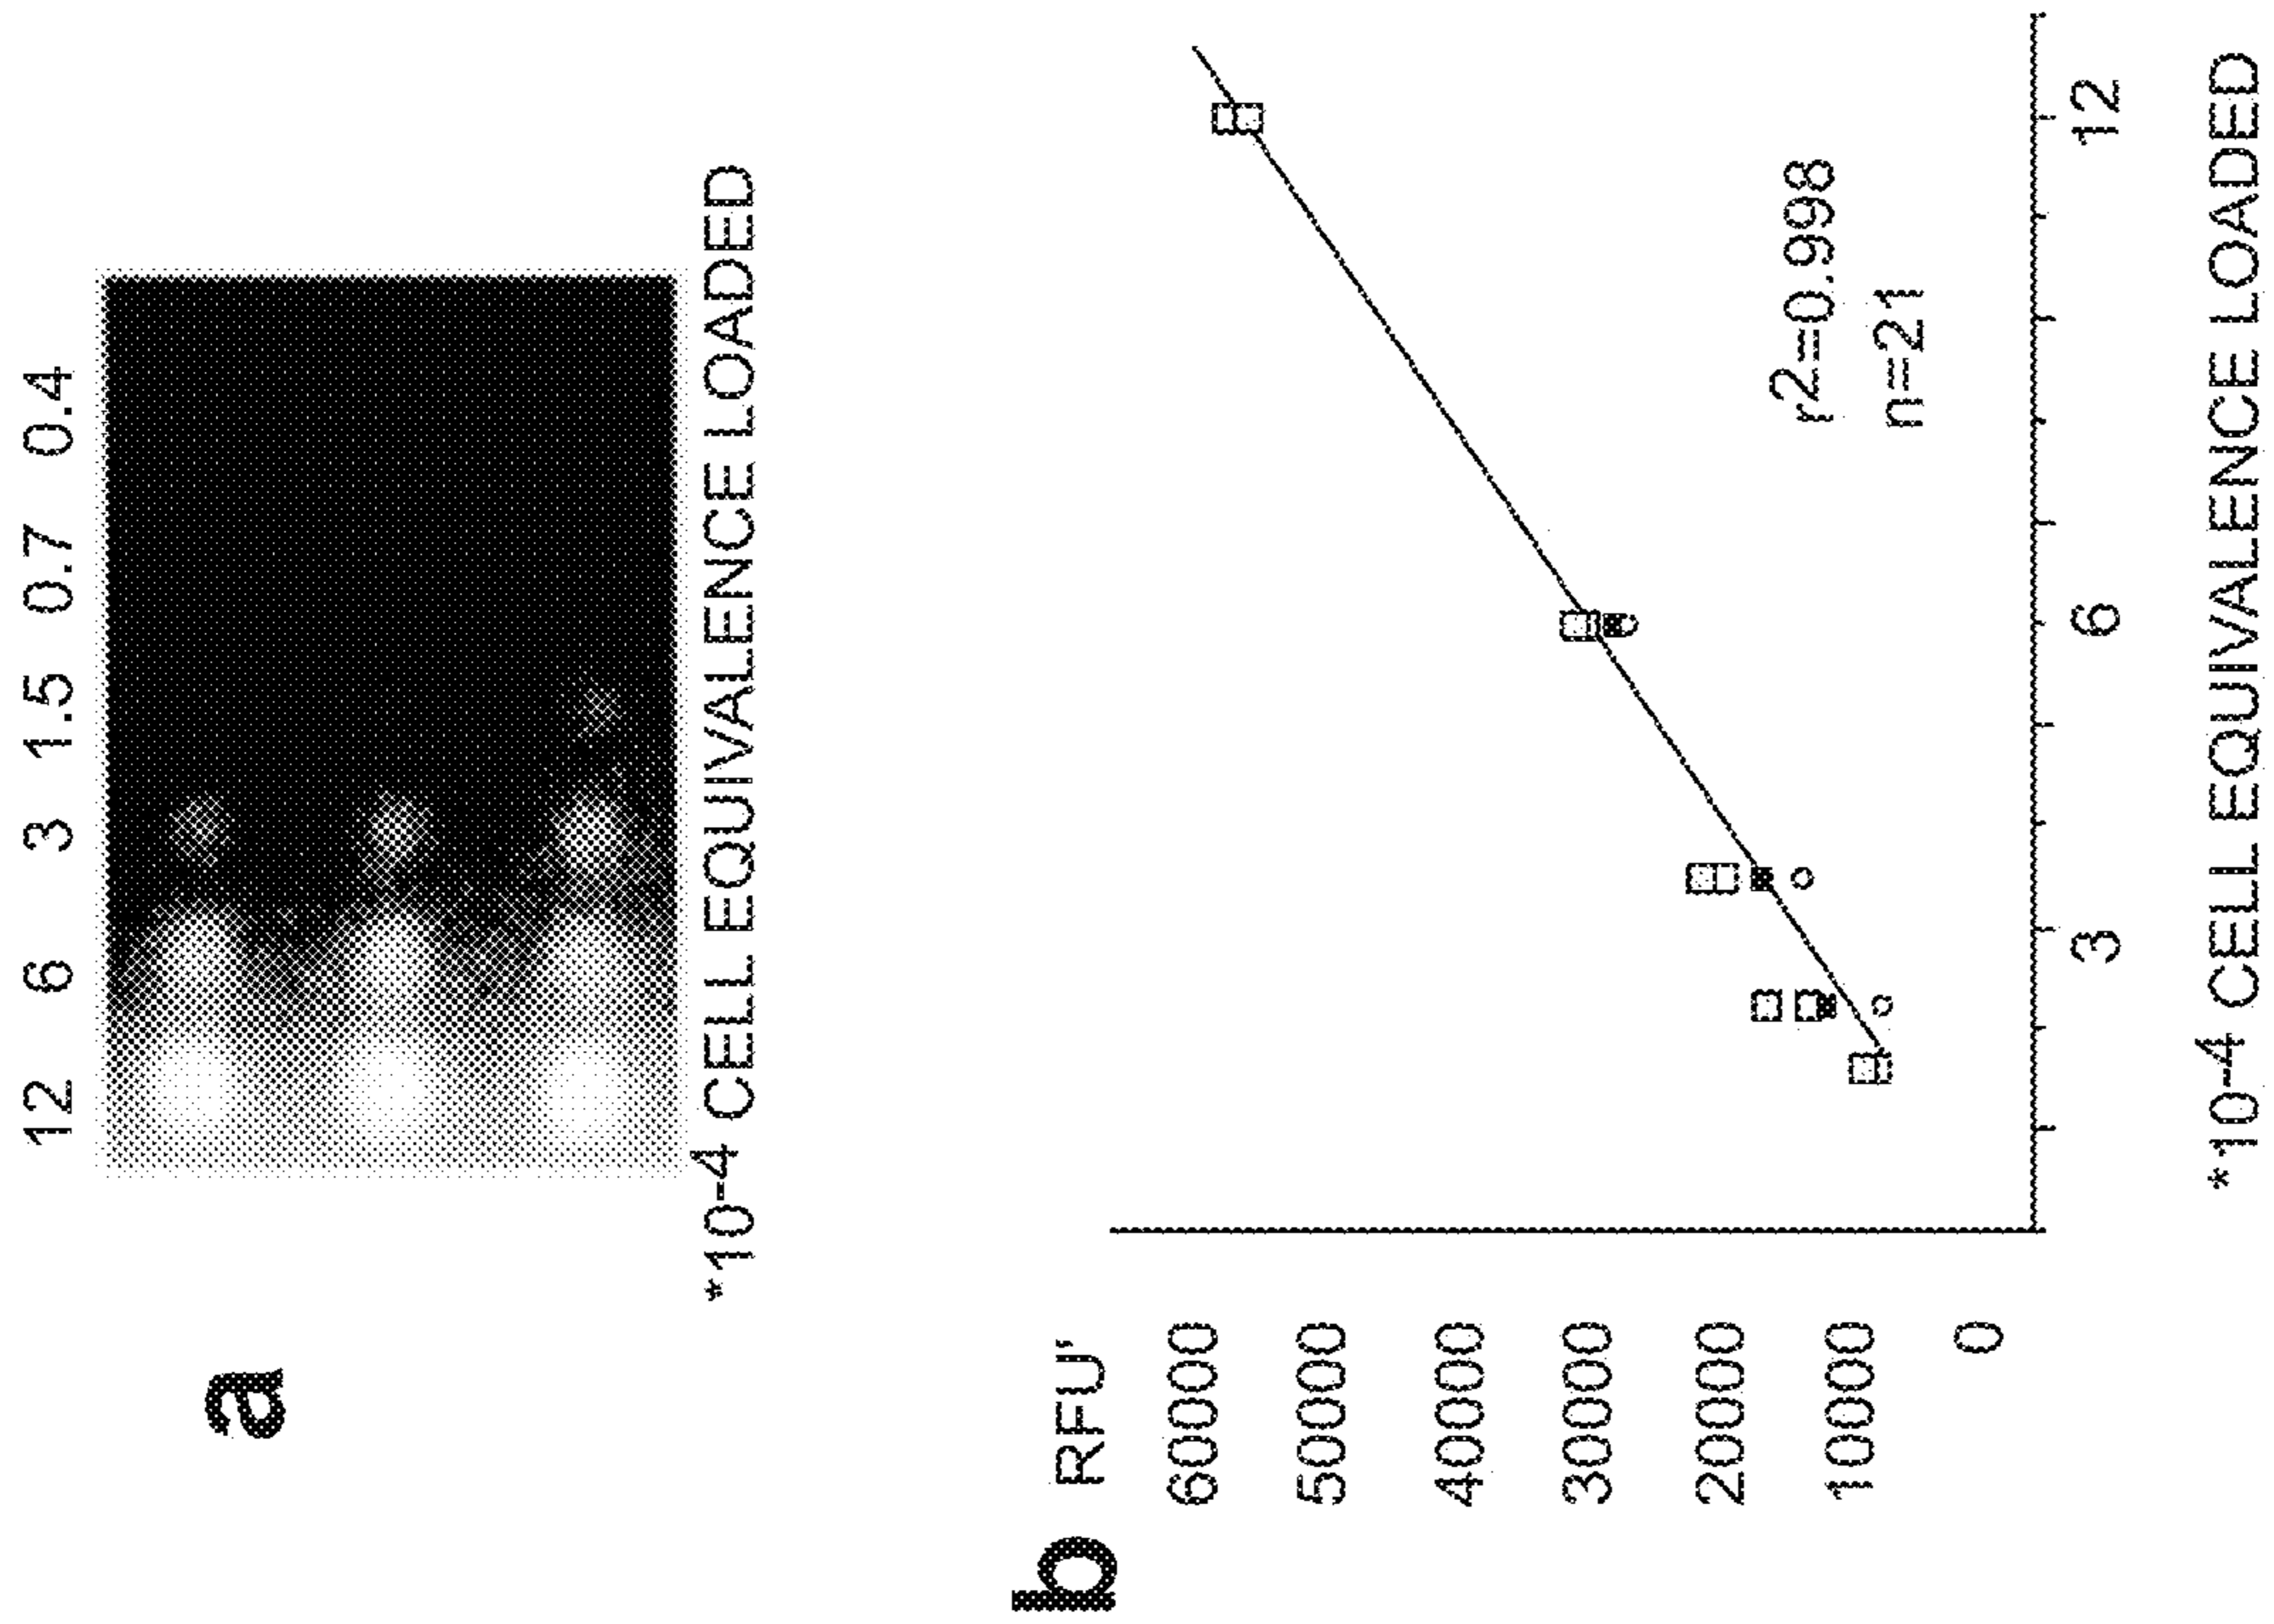 a
12 6 3 1.5 0.7 0.4
*10-4 CELL EQUIVALENCE LOADED
b
RFU'
60000
50000
40000
30000
20000
10000
0
r2=0.998
n=21
3 6 12
*10-4 CELL EQUIVALENCE LOADED